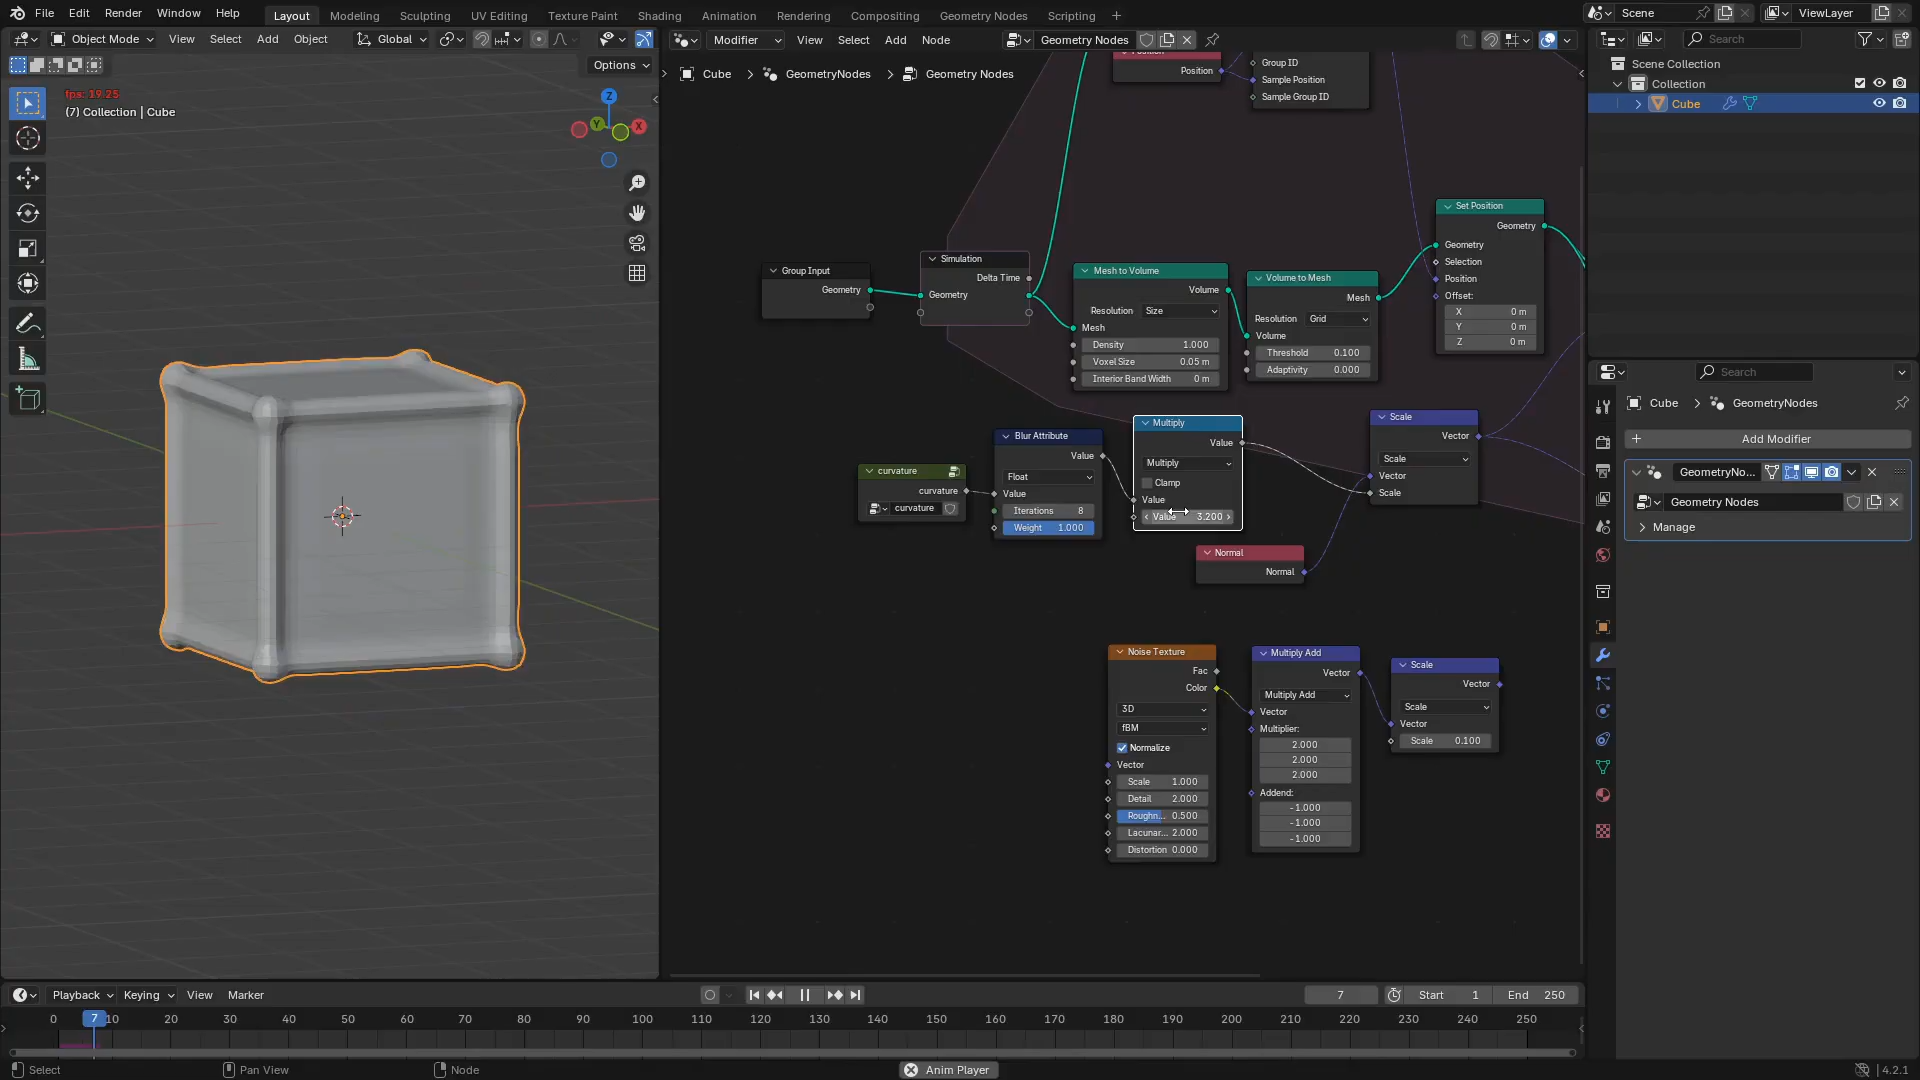 File Edit Render Window Help Layout Modeling Sculpting UV Editing Texture Paint Shading Animation Rendering Compositing Geometry Nodes Scripting + Scene ViewLayer
Object Mode View Select Add Object Global
Modifier View Select Add Node Geometry Nodes
Search
Options
Cube > GeometryNodes > Geometry Nodes
Scene Collection
Collection
Cube
fps: 19.25
(7) Collection | Cube
Z
Y
X
Position
Group ID
Sample Position
Sample Group ID
Group Input
Geometry
Simulation
Delta Time
Geometry
Mesh to Volume
Volume
Resolution Size
Mesh
Density 1.000
Voxel Size 0.05 m
Interior Band Width 0 m
Volume to Mesh
Mesh
Resolution Grid
Volume
Threshold 0.100
Adaptivity 0.000
Set Position
Geometry
Geometry
Selection
Position
Offset:
X 0 m
Y 0 m
Z 0 m
curvature
curvature
curvature
Blur Attribute
Value
Float
Value
Iterations 8
Weight 1.000
Multiply
Value
Multiply
Clamp
Value
Value 3.200
Scale
Vector
Scale
Vector
Scale
Normal
Normal
Noise Texture
Fac
Color
3D
fBM
Normalize
Vector
Scale 1.000
Detail 2.000
Roughn... 0.500
Lacunar... 2.000
Distortion 0.000
Multiply Add
Vector
Multiply Add
Vector
Multiplier:
2.000
2.000
2.000
Addend:
-1.000
-1.000
-1.000
Scale
Vector
Scale
Vector
Scale 0.100
Search
Cube > GeometryNodes
+ Add Modifier
GeometryNo...
Geometry Nodes
> Manage
Playback Keying View Marker 7 Start 1 End 250
0 7 10 20 30 40 50 60 70 80 90 100 110 120 130 140 150 160 170 180 190 200 210 220 230 240 250
Select Pan View Node Anim Player 4.2.1